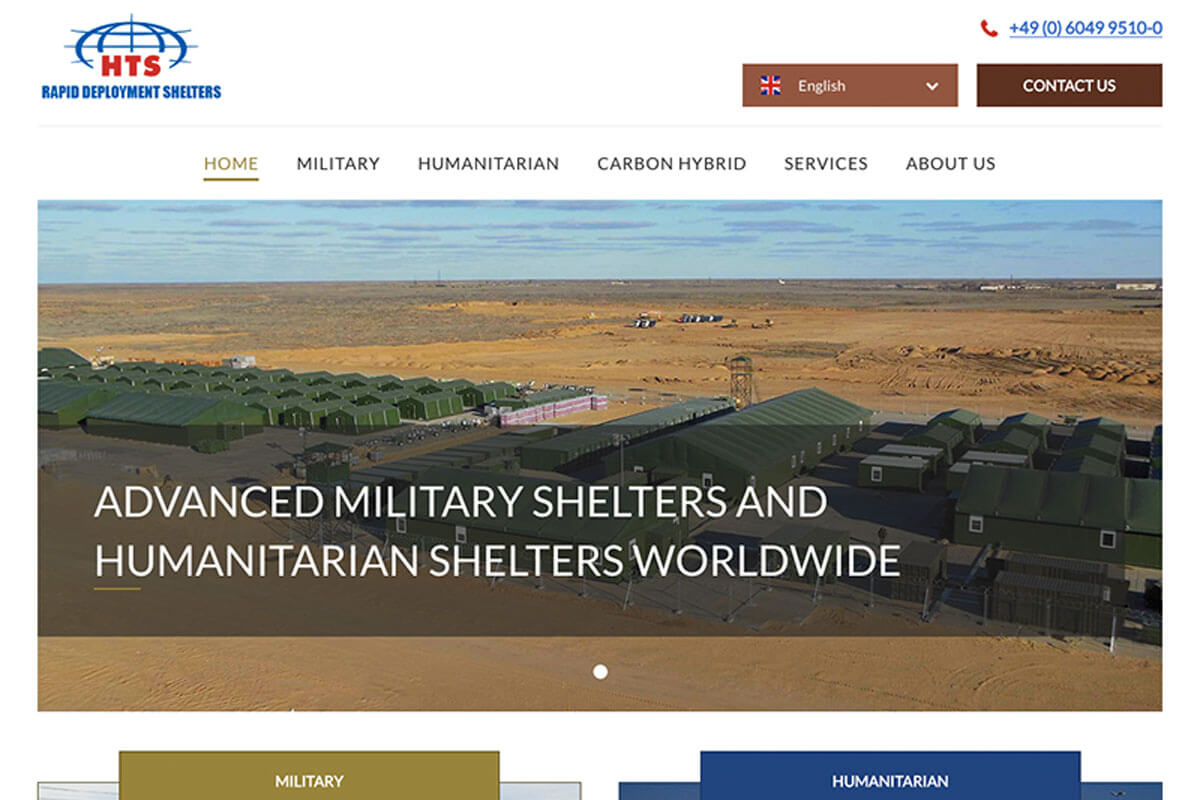 HTS
RAPID DEPLOYMENT SHELTERS
+49 (0) 6049 9510-0
English
CONTACT US
HOME MILITARY HUMANITARIAN CARBON HYBRID SERVICES ABOUT US
ADVANCED MILITARY SHELTERS AND
HUMANITARIAN SHELTERS WORLDWIDE
MILITARY
HUMANITARIAN